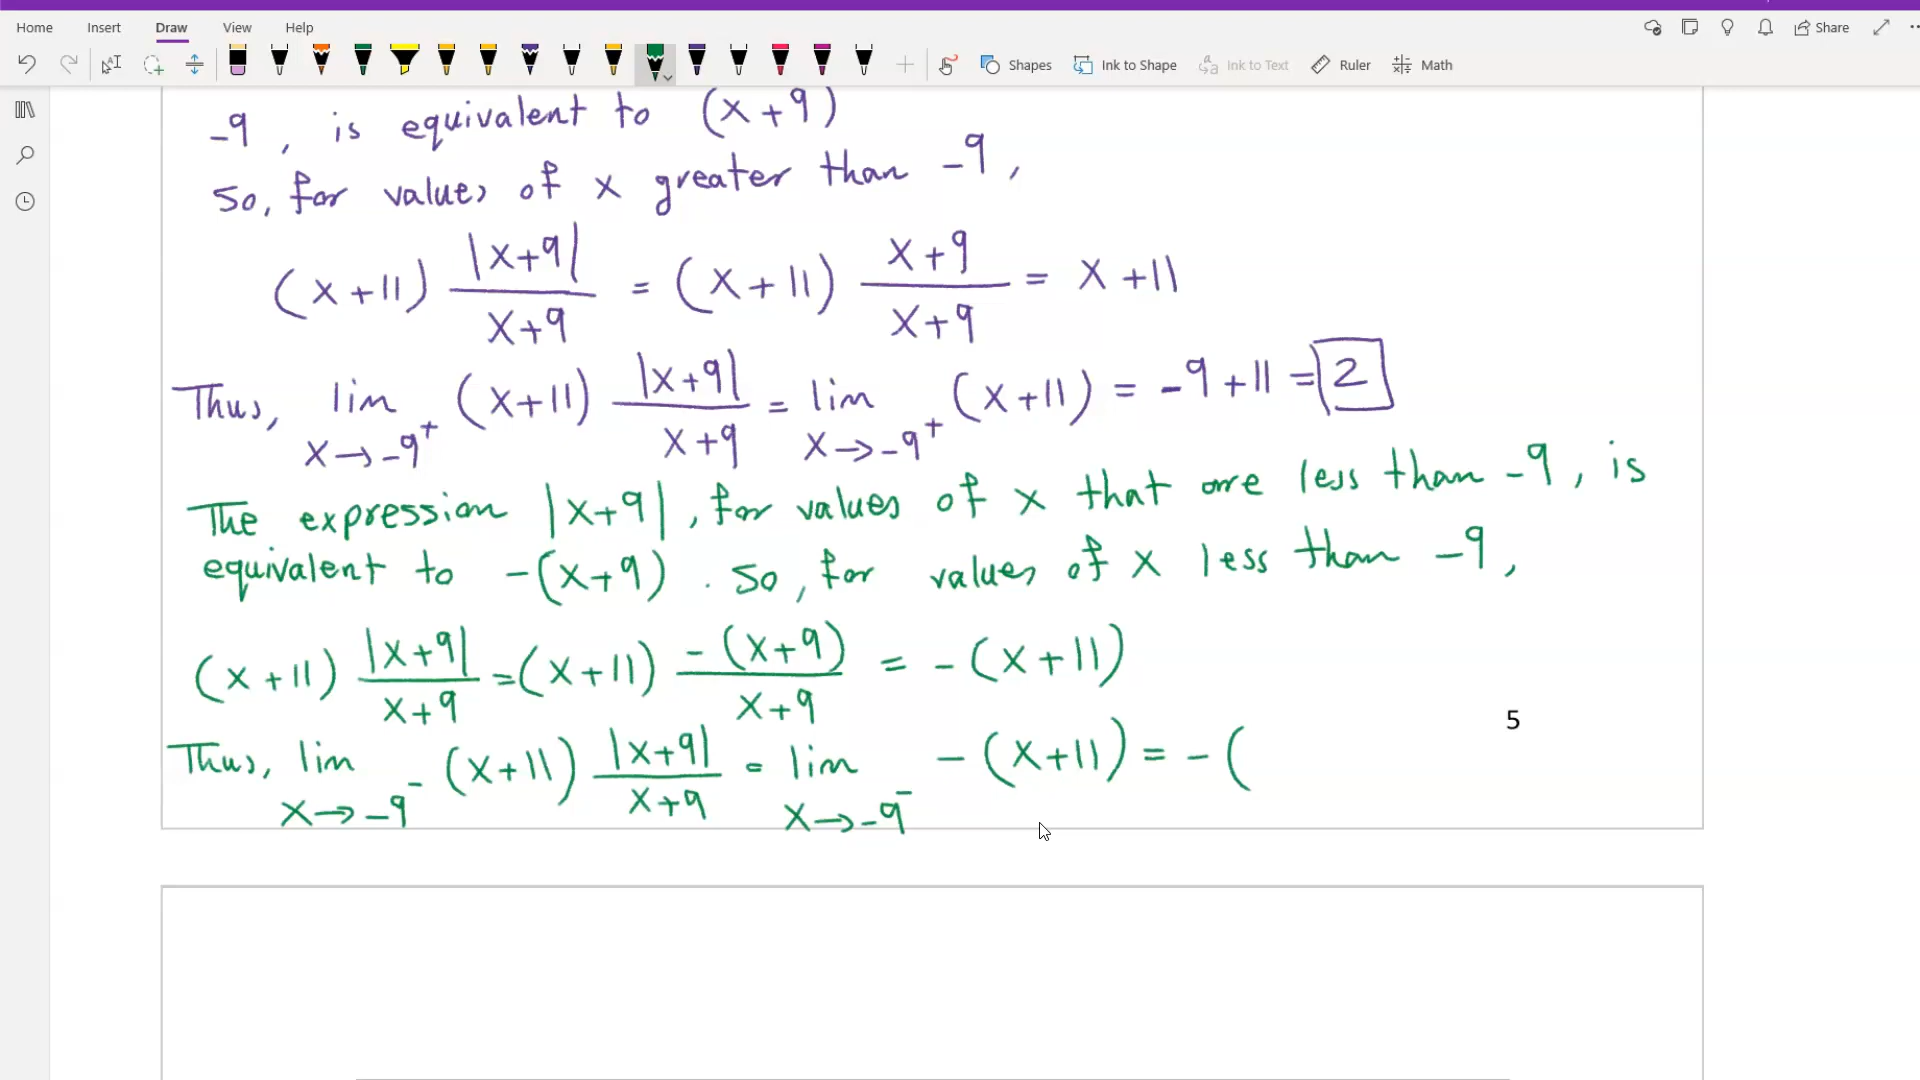 Home Insert Draw View Help Share
Shapes Ink to Shape Ink to Text Ruler Math
-9, is equivalent to (x+9)
So, for values of x greater than -9,
(x+11) |x+9|/x+9 = (x+11) x+9/x+9 = x+11
Thus, lim x→-9⁺ (x+11) |x+9|/x+9 = lim x→-9⁺ (x+11) = -9+11 = 2
The expression |x+9|, for values of x that are less than -9, is
equivalent to -(x+9). So, for values of x less than -9,
(x+11) |x+9|/x+9 = (x+11) -(x+9)/x+9 = -(x+11)
5
Thus, lim x→-9⁻ (x+11) |x+9|/x+9 = lim x→-9⁻ -(x+11) = -(